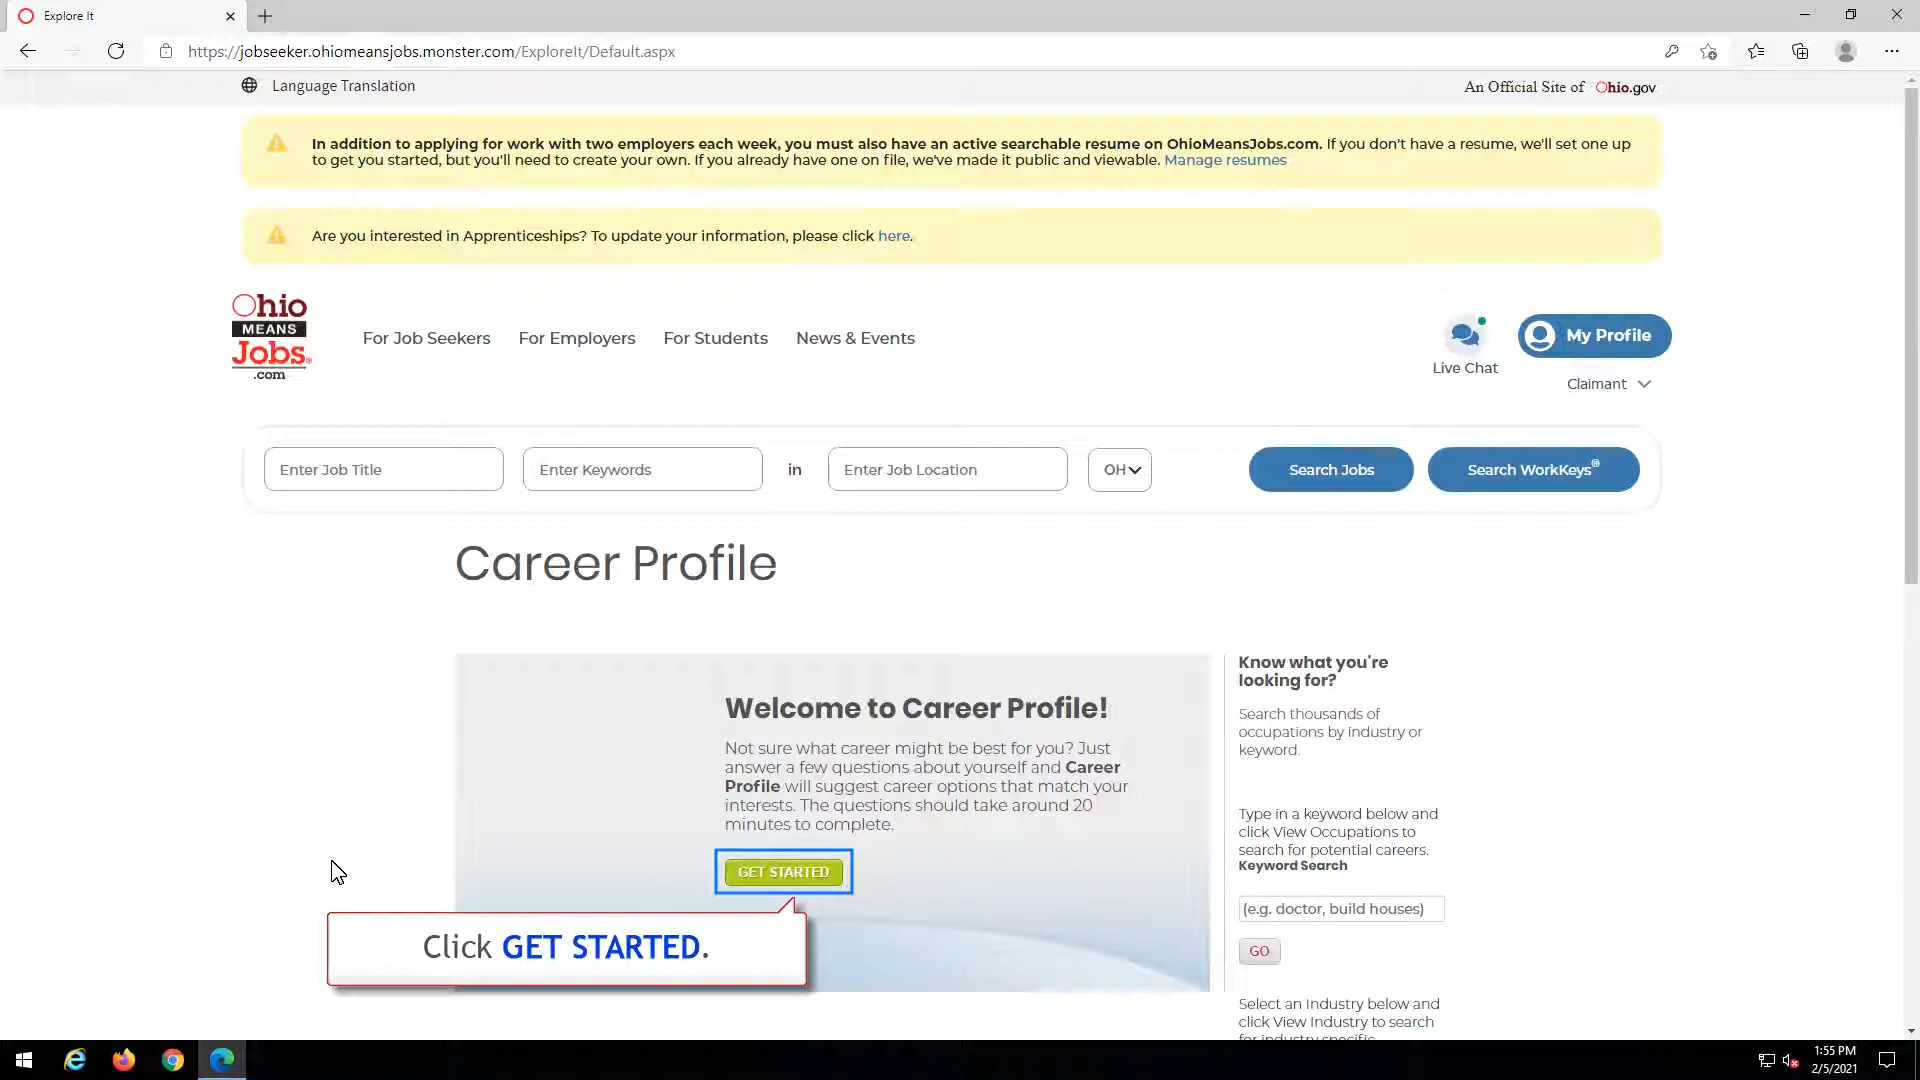 Explore It
https://jobseeker.ohiomeansjobs.monster.com/ExploreIt/Default.aspx
Language Translation
An Official Site of Ohio.gov
In addition to applying for work with two employers each week, you must also have an active searchable resume on OhioMeansJobs.com. If you don't have a resume, we'll set one up
to get you started, but you'll need to create your own. If you already have one on file, we've made it public and viewable. Manage resumes
Are you interested in Apprenticeships? To update your information, please click here.
Ohio
MEANS
Jobs.
.com
For Job Seekers
For Employers
For Students
News & Events
Live Chat
My Profile
Claimant
Enter Job Title
Enter Keywords
in
Enter Job Location
OH
Search Jobs
Search WorkKeys®
Career Profile
Welcome to Career Profile!
Not sure what career might be best for you? Just
answer a few questions about yourself and Career
Profile will suggest career options that match your
interests. The questions should take around 20
minutes to complete.
GET STARTED
Click GET STARTED.
Know what you're
looking for?
Search thousands of
occupations by industry or
keyword.
Type in a keyword below and
click View Occupations to
search for potential careers.
Keyword Search
(e.g. doctor, build houses)
GO
Select an Industry below and
click View Industry to search
for industry specific
1:55 PM
2/5/2021